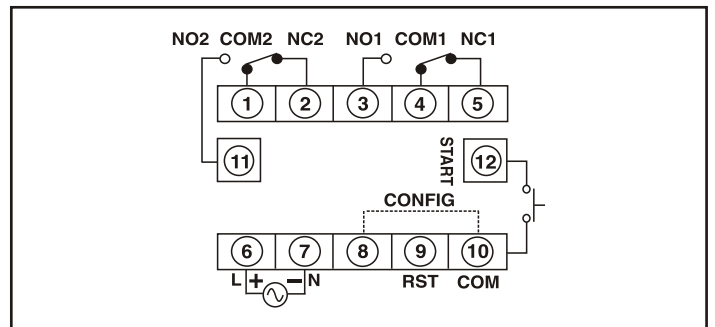 NO2 COM2 NC2 NO1 COM1 NC1
1 2 3 4 5
11 START 12
CONFIG
6 7 8 9 10
L + − N RST COM